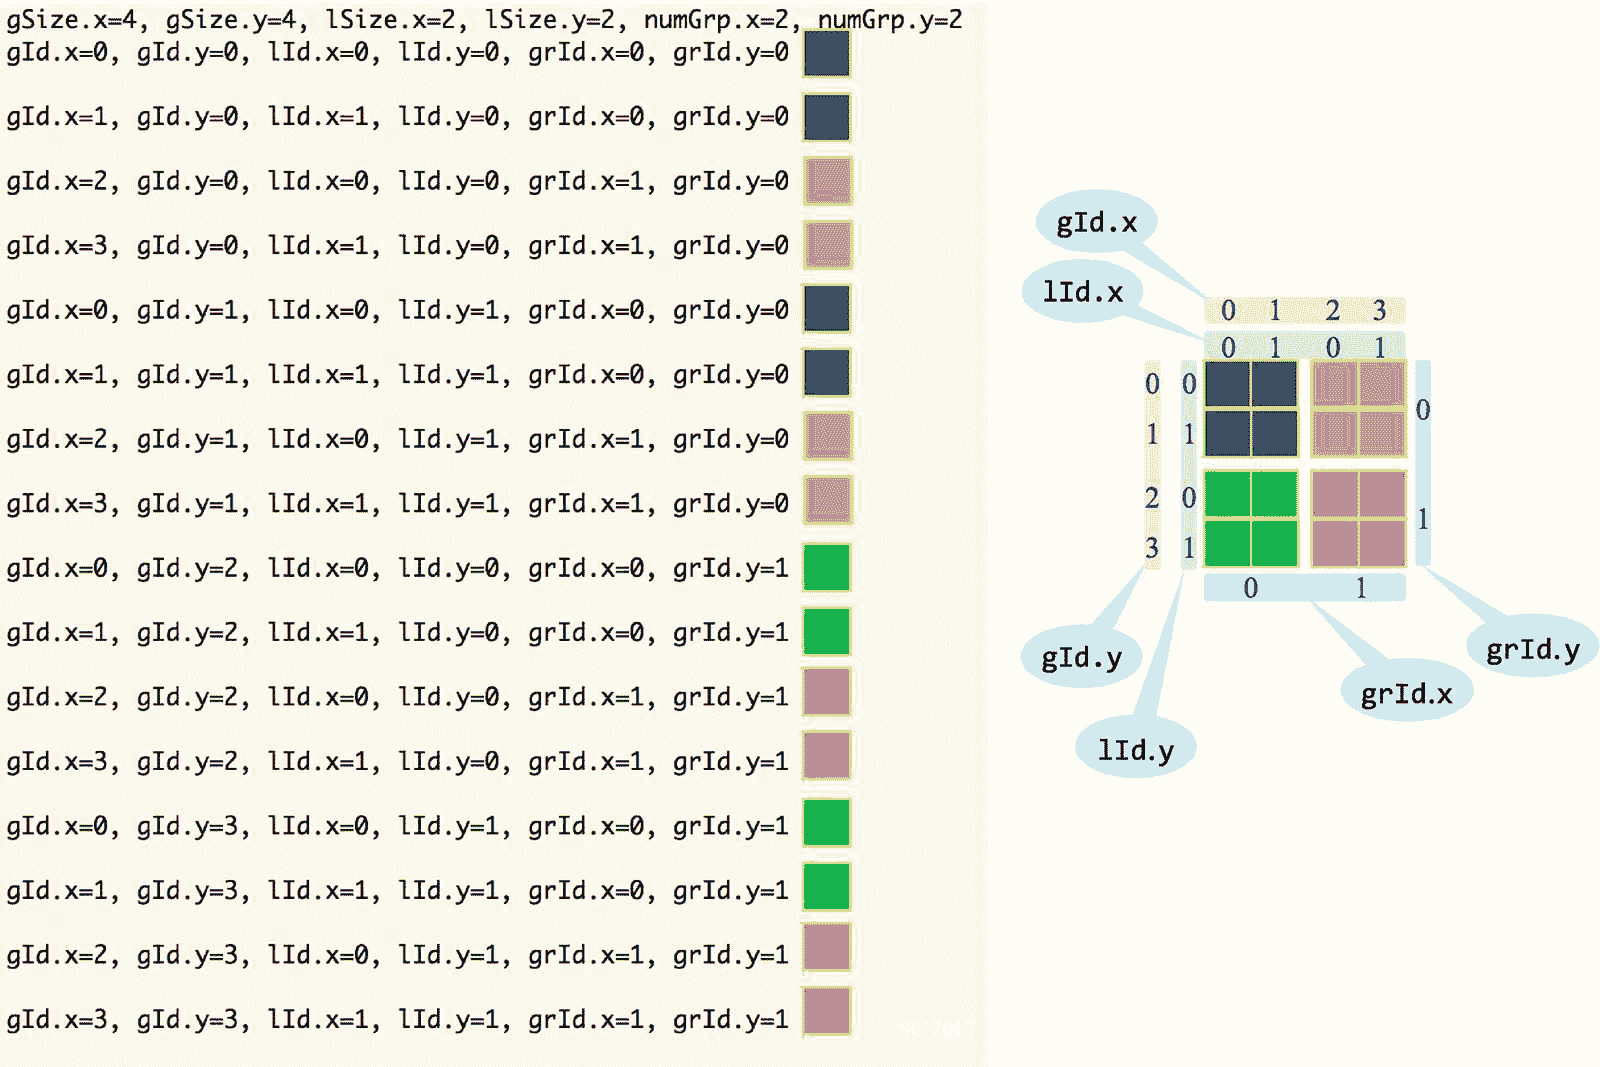 gSize.x=4, gSize.y=4, lSize.x=2, lSize.y=2, numGrp.x=2, numGrp.y=2
gId.x=0, gId.y=0, lId.x=0, lId.y=0, grId.x=0, grId.y=0
gId.x=1, gId.y=0, lId.x=1, lId.y=0, grId.x=0, grId.y=0
gId.x=2, gId.y=0, lId.x=0, lId.y=0, grId.x=1, grId.y=0
gId.x=3, gId.y=0, lId.x=1, lId.y=0, grId.x=1, grId.y=0
gId.x=0, gId.y=1, lId.x=0, lId.y=1, grId.x=0, grId.y=0
gId.x=1, gId.y=1, lId.x=1, lId.y=1, grId.x=0, grId.y=0
gId.x=2, gId.y=1, lId.x=0, lId.y=1, grId.x=1, grId.y=0
gId.x=3, gId.y=1, lId.x=1, lId.y=1, grId.x=1, grId.y=0
gId.x=0, gId.y=2, lId.x=0, lId.y=0, grId.x=0, grId.y=1
gId.x=1, gId.y=2, lId.x=1, lId.y=0, grId.x=0, grId.y=1
gId.x=2, gId.y=2, lId.x=0, lId.y=0, grId.x=1, grId.y=1
gId.x=3, gId.y=2, lId.x=1, lId.y=0, grId.x=1, grId.y=1
gId.x=0, gId.y=3, lId.x=0, lId.y=1, grId.x=0, grId.y=1
gId.x=1, gId.y=3, lId.x=1, lId.y=1, grId.x=0, grId.y=1
gId.x=2, gId.y=3, lId.x=0, lId.y=1, grId.x=1, grId.y=1
gId.x=3, gId.y=3, lId.x=1, lId.y=1, grId.x=1, grId.y=1
gId.x
lId.x
0 1 2 3
0 1 0 1
0 0
0
1 1
2 0
1
3 1
0 1
gId.y
grId.y
grId.x
lId.y